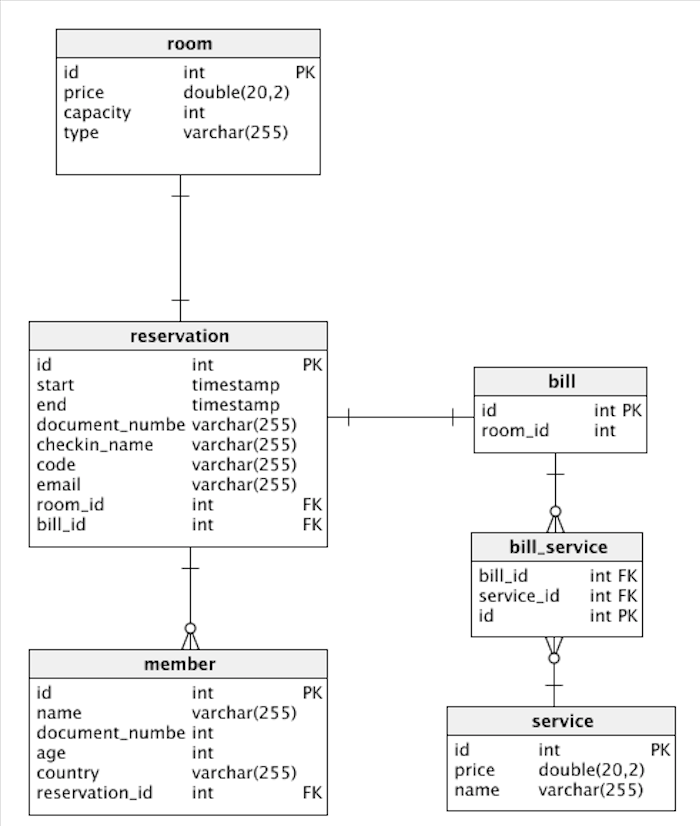 room
id int PK
price double(20,2)
capacity int
type varchar(255)
reservation
id int PK
start timestamp
end timestamp
document_numbe varchar(255)
checkin_name varchar(255)
code varchar(255)
email varchar(255)
room_id int FK
bill_id int FK
bill
id int PK
room_id int
bill_service
bill_id int FK
service_id int FK
id int PK
member
id int PK
name varchar(255)
document_numbe int
age int
country varchar(255)
reservation_id int FK
service
id int PK
price double(20,2)
name varchar(255)